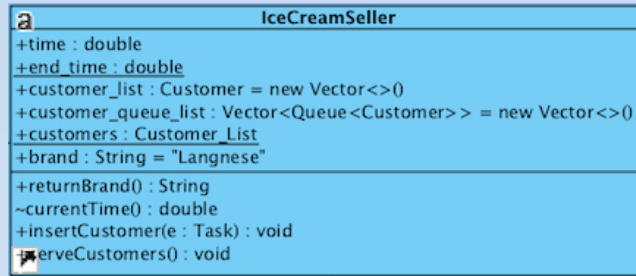 a
IceCreamSeller
+time : double
+end_time : double
+customer_list : Customer = new Vector<>()
+customer_queue_list : Vector<Queue<Customer>> = new Vector<>()
+customers : Customer_List
+brand : String = "Langnese"
+returnBrand() : String
~currentTime() : double
+insertCustomer(e : Task) : void
erveCustomers() : void